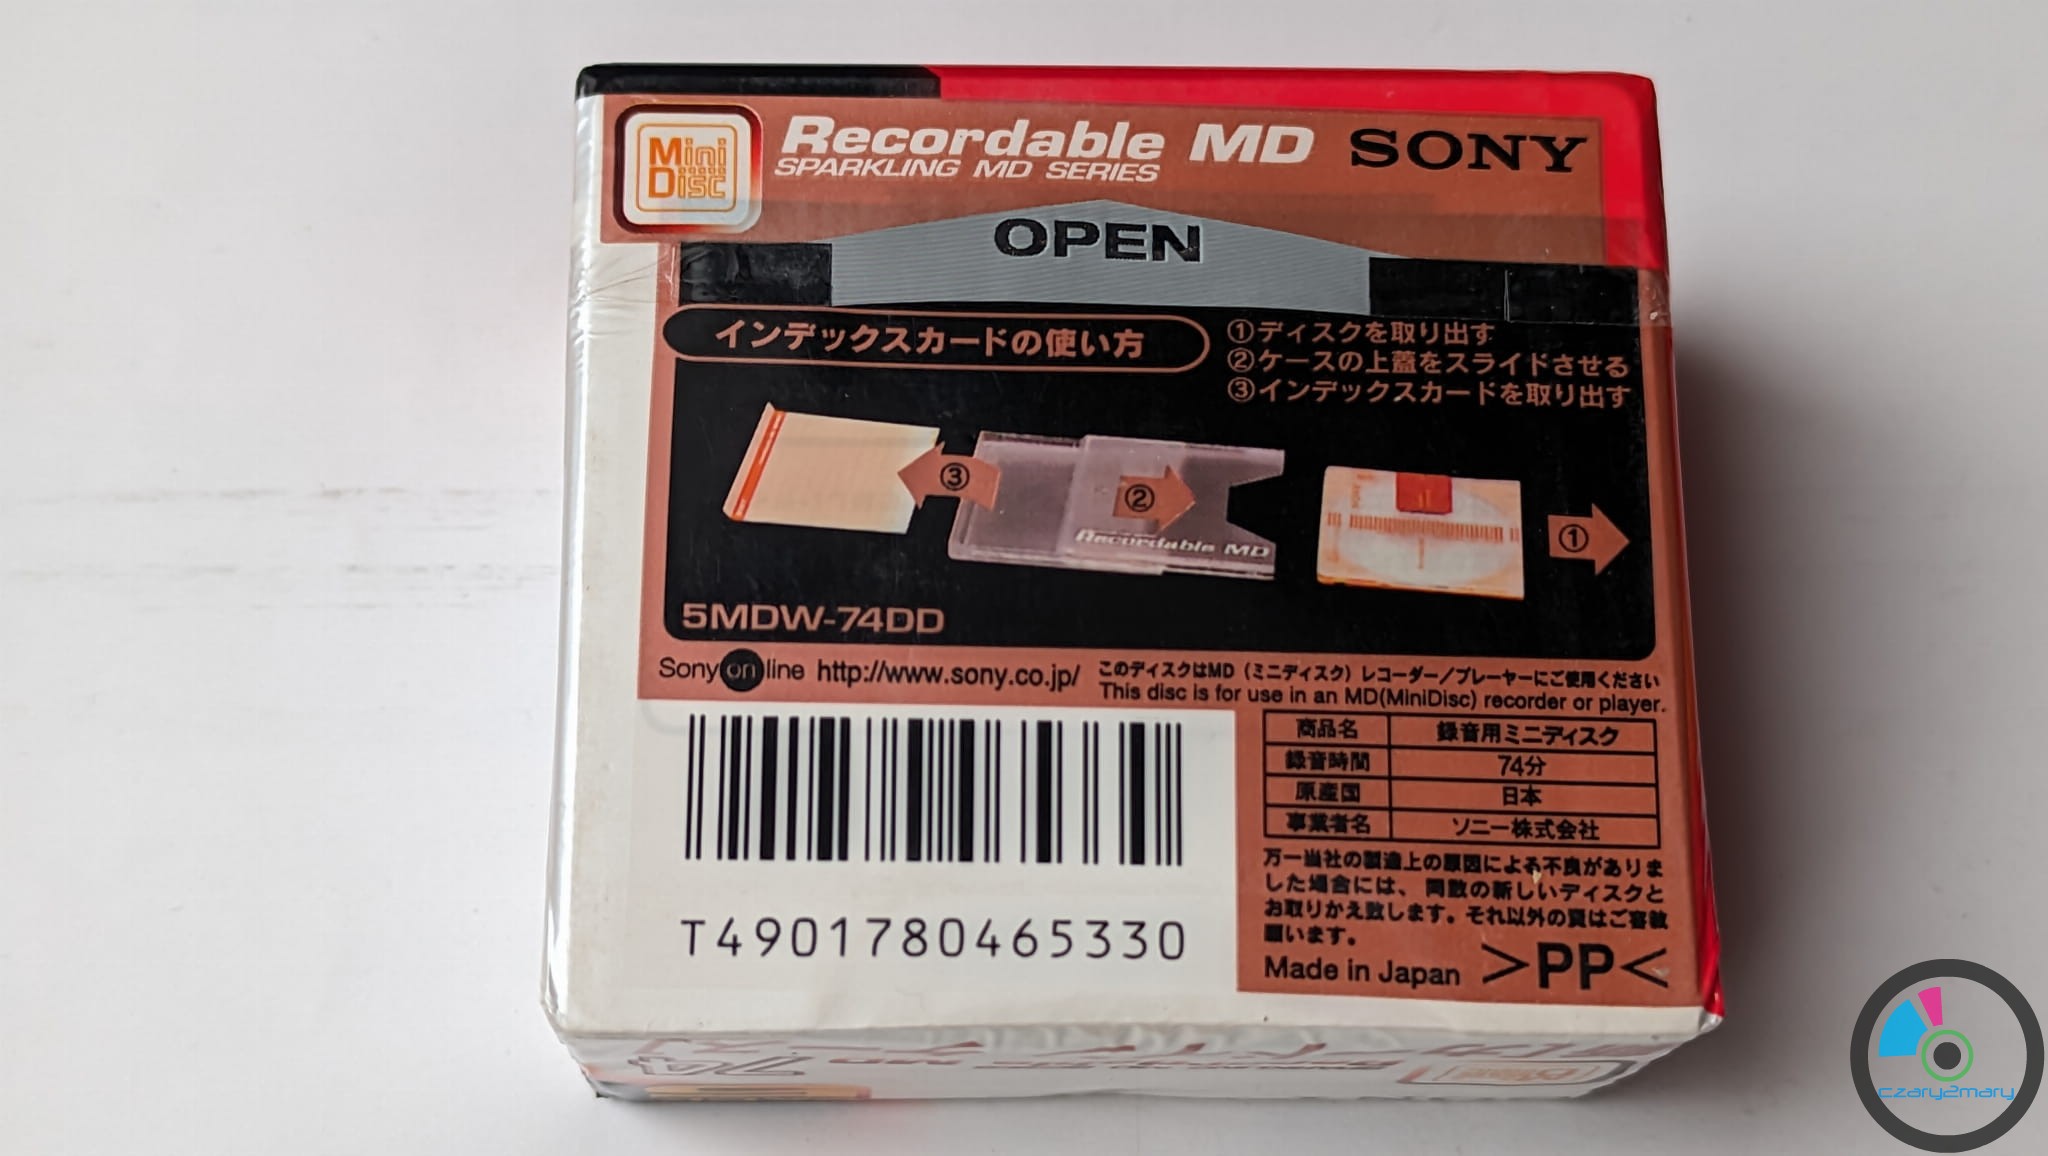 Mini Disc
Recordable MD SONY
SPARKLING MD SERIES
OPEN
インデックスカードの使い方
①ディスクを取り出す
②ケースの上蓋をスライドさせる
③インデックスカードを取り出す
③
②
①
Recordable MD
5MDW-74DD
Sony on line http://www.sony.co.jp/
このディスクはMD（ミニディスク）レコーダー／プレーヤーにご使用ください
This disc is for use in an MD(MiniDisc) recorder or player.
商品名 録音用ミニディスク
録音時間 74分
原産国 日本
事業者名 ソニー株式会社
万一当社の製造上の原因による不良がありま
した場合には、同数の新しいディスクと
お取りかえ致します。それ以外の責はご容赦
願います。
Made in Japan >PP<
T4901780465330
74
czary2mary